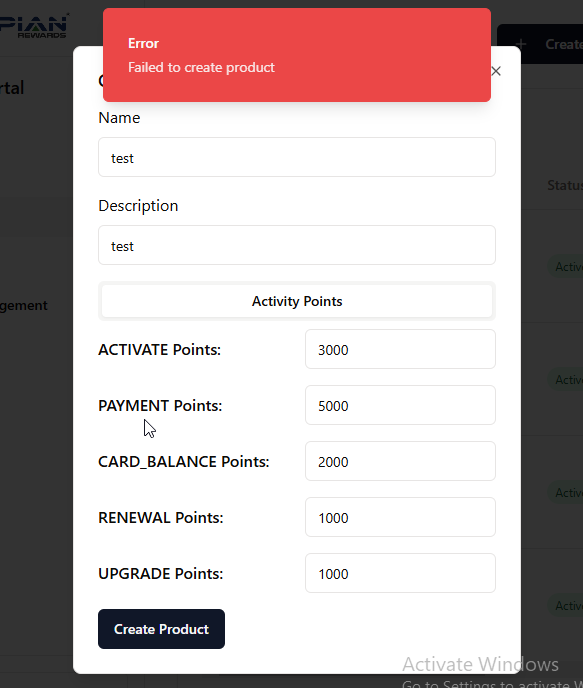 PIAN
REWARDS
Error
Failed to create product
+ Create
rtal
Name
test
Status
Description
test
Active
Activity Points
gement
ACTIVATE Points:
3000
Active
PAYMENT Points:
5000
CARD_BALANCE Points:
2000
Active
RENEWAL Points:
1000
UPGRADE Points:
1000
Active
Create Product
Activate Windows
Go to Settings to activate W